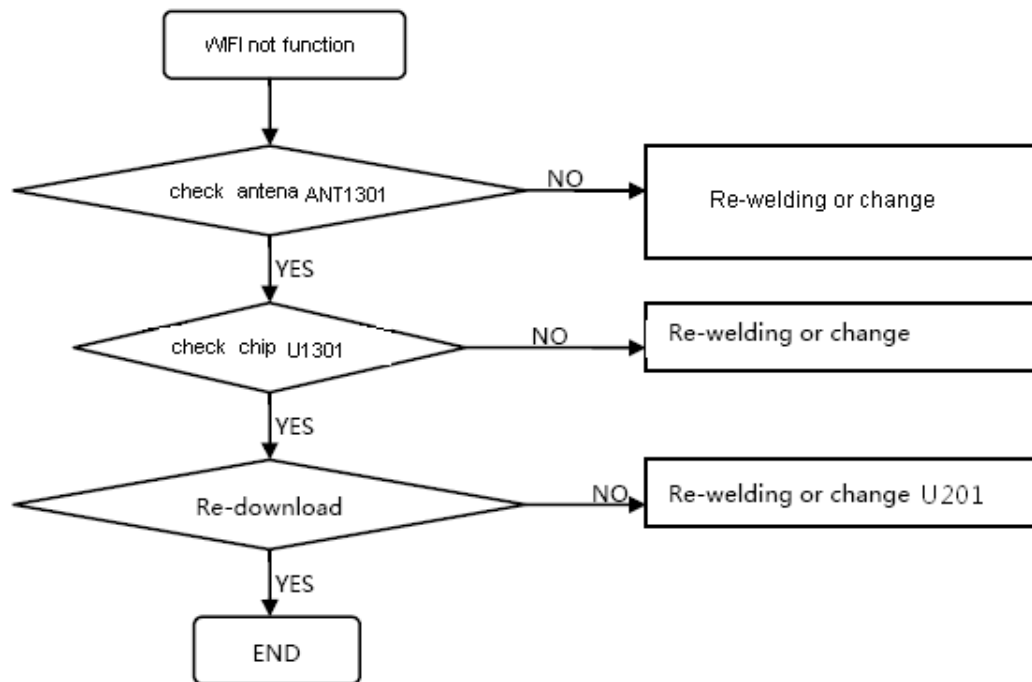 WIFI not function
check antena ANT1301
NO
Re-welding or change
YES
check chip U1301
NO
Re-welding or change
YES
Re-download
NO
Re-welding or change U201
YES
END